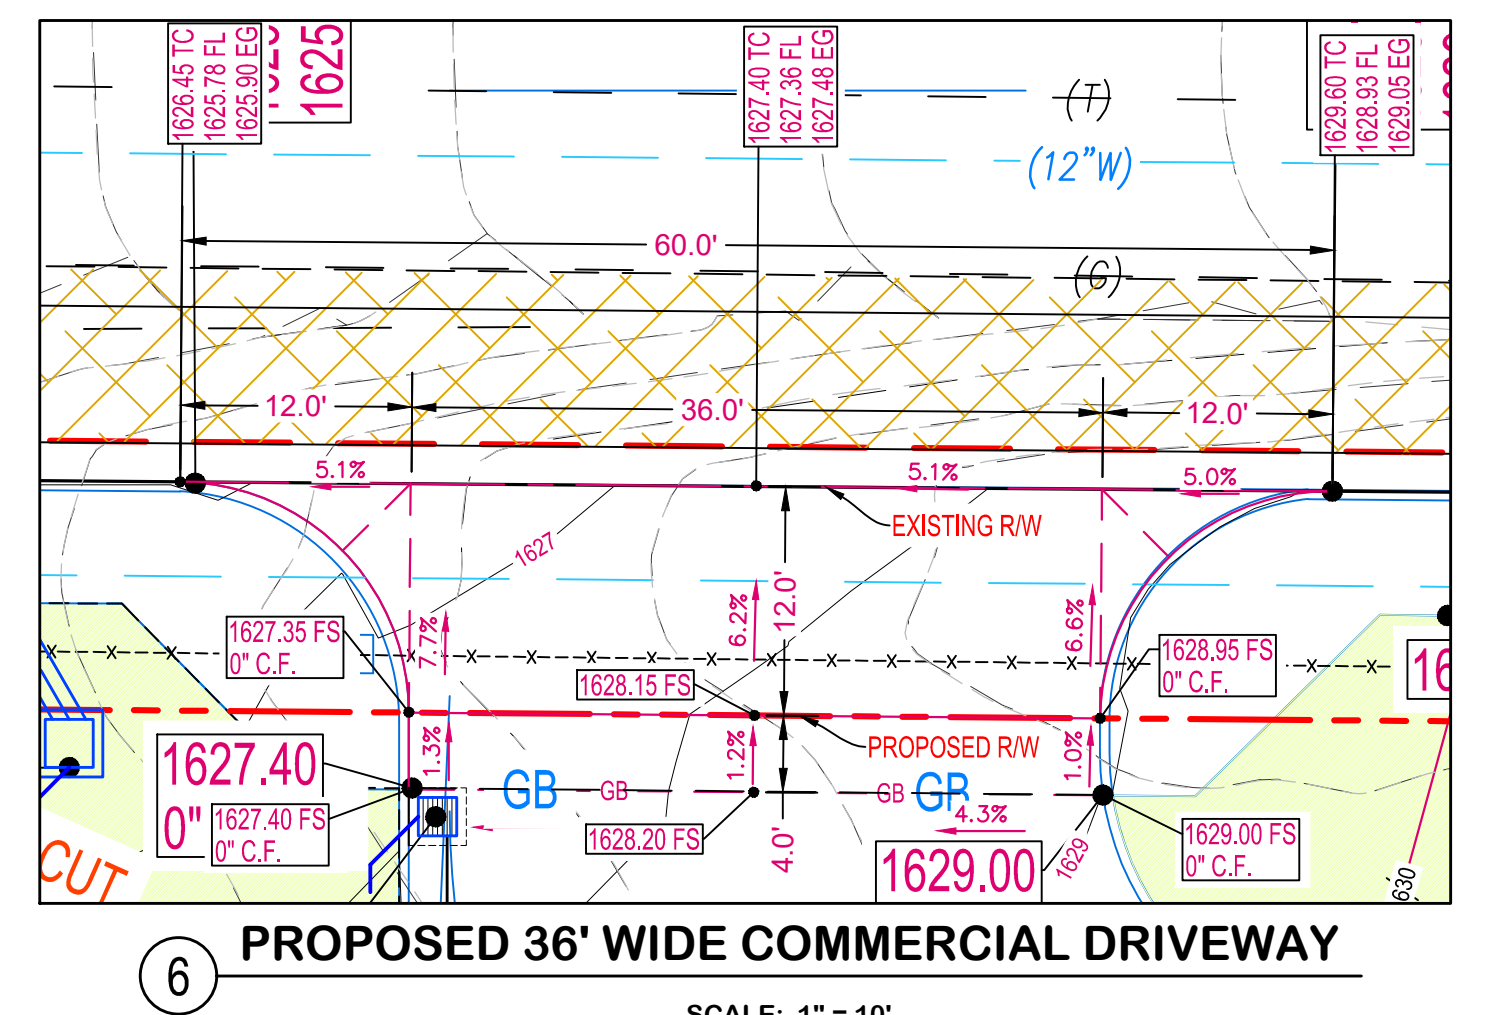 1626.45 TC
1625.78 FL
1625.90 EG
1625
1627.40 TC
1627.36 FL
1627.48 EG
1629.60 TC
1628.93 FL
1629.05 EG
(T)
(12"W)
60.0'
(G)
12.0'
36.0'
12.0'
5.1%
5.1%
5.0%
EXISTING R/W
1627
12.0'
7.7%
6.2%
6.6%
1627.35 FS
0" C.F.
1628.15 FS
1628.95 FS
0" C.F.
16
X X X X X X X X X X X X X X X X
PROPOSED R/W
1.3%
1.2%
1.0%
1627.40
0"
1627.40 FS
0" C.F.
GB
GB
GB
GB
4.3%
1628.20 FS
4.0'
1629.00
1629
1629.00 FS
0" C.F.
CUT
630
6
PROPOSED 36' WIDE COMMERCIAL DRIVEWAY
SCALE: 1" = 10'